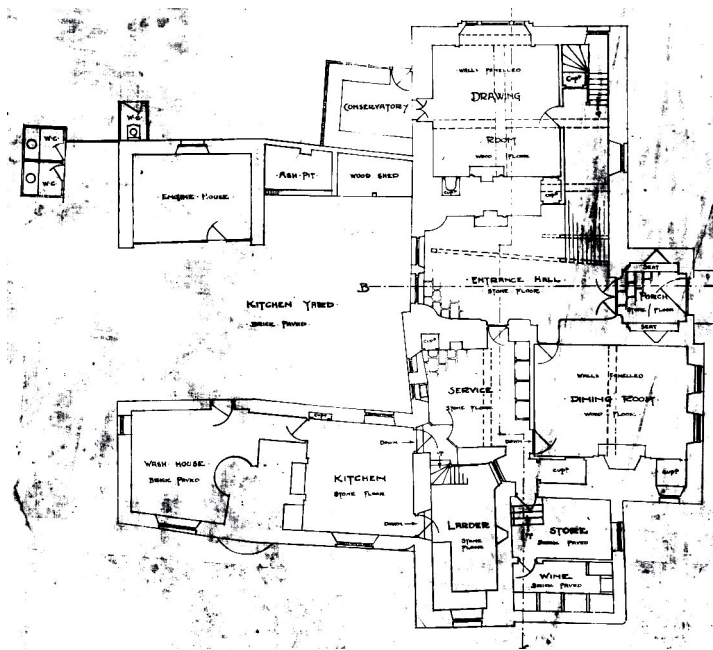 WALLS PANELLED
DRAWING
ROOM
WOOD FLOOR
CUPD
CONSERVATORY
W.C.
W.C.
W.C.
ENGINE HOUSE
ASH-PIT
WOOD SHED
CUPD
CUPD
B
ENTRANCE HALL
STONE FLOOR
SEAT
PORCH
STONE FLOOR
SEAT
KITCHEN YARD
BRICK PAVED
CUPD
SERVICE
STONE FLOOR
WALLS PANELLED
DINING ROOM
WOOD FLOOR
DOWN
DOWN
CUPD
CUPD
CUPD
WASH HOUSE
BRICK PAVED
KITCHEN
STONE FLOOR
DOWN
UP
LARDER
STONE
FLOOR
STORE
BRICK PAVED
WINE
BRICK PAVED